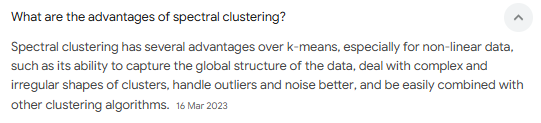 What are the advantages of spectral clustering?
Spectral clustering has several advantages over k-means, especially for non-linear data,
such as its ability to capture the global structure of the data, deal with complex and
irregular shapes of clusters, handle outliers and noise better, and be easily combined with
other clustering algorithms. 16 Mar 2023